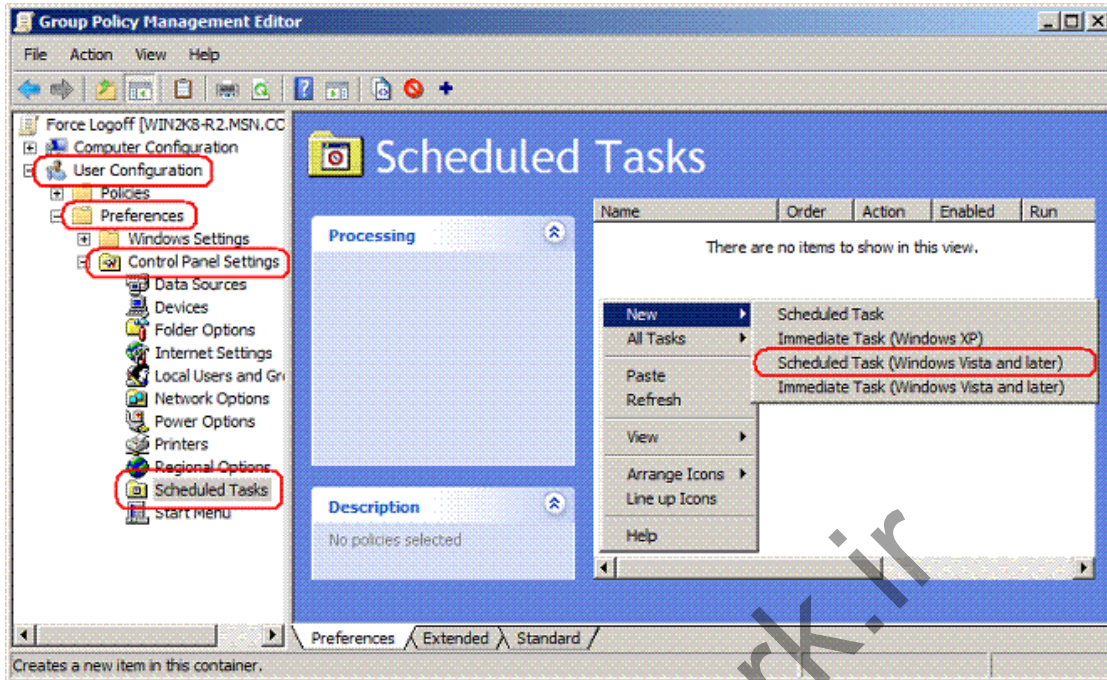 Group Policy Management Editor
File Action View Help
Force Logoff [WIN2K8-R2.MSN.CC
Computer Configuration
User Configuration
Policies
Preferences
Windows Settings
Control Panel Settings
Data Sources
Devices
Folder Options
Internet Settings
Local Users and Gr
Network Options
Power Options
Printers
Regional Options
Scheduled Tasks
Start Menu
Scheduled Tasks
Processing
Description
No policies selected
Name Order Action Enabled Run
There are no items to show in this view.
New
All Tasks
Paste
Refresh
View
Arrange Icons
Line up Icons
Help
Scheduled Task
Immediate Task (Windows XP)
Scheduled Task (Windows Vista and later)
Immediate Task (Windows Vista and later)
Preferences Extended Standard
Creates a new item in this container.
rk.ir